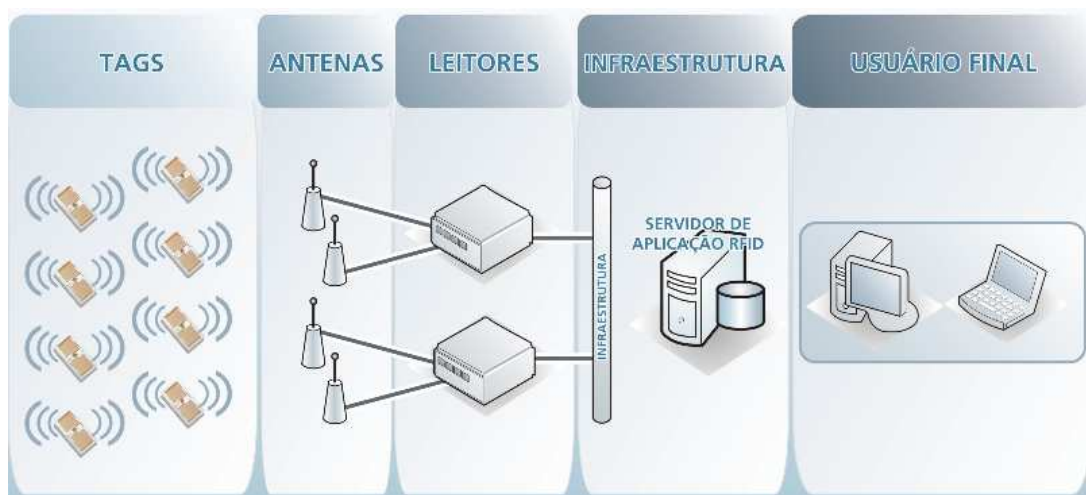 TAGS
ANTENAS
LEITORES
INFRAESTRUTURA
USUÁRIO FINAL
INFRAESTRUTURA
SERVIDOR DE
APLICAÇÃO RFID